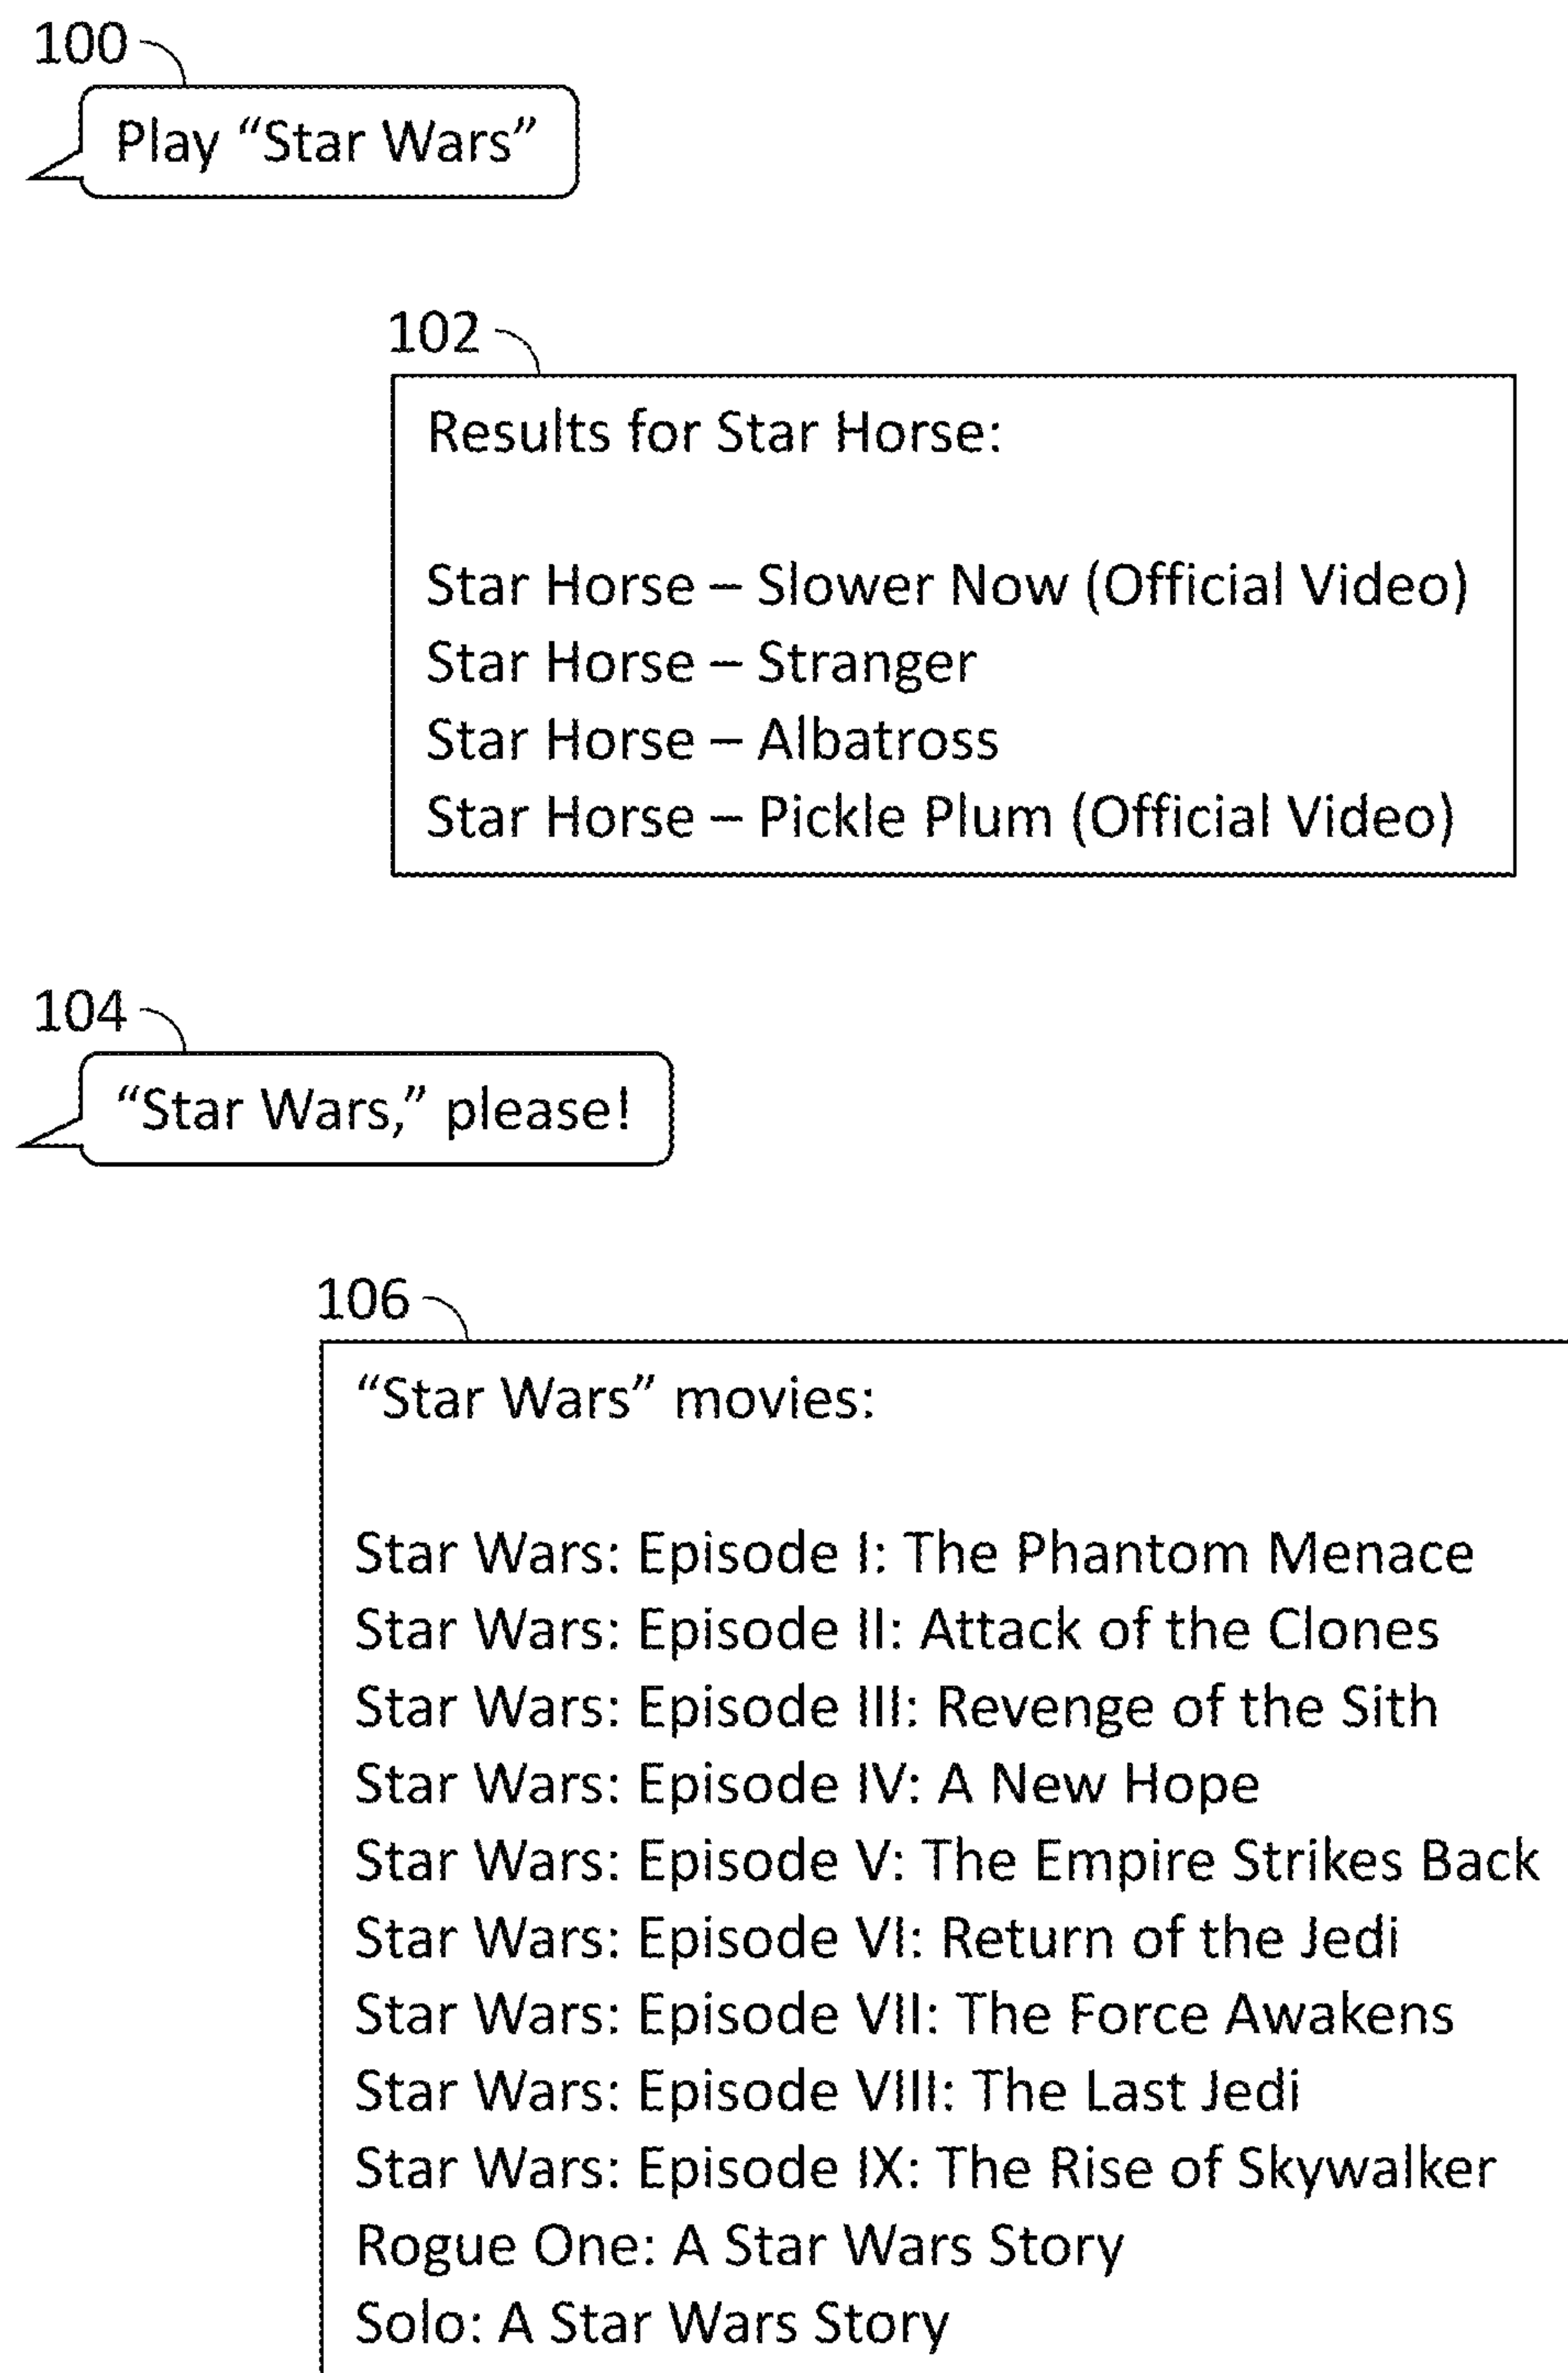 100
Play “Star Wars”
102
Results for Star Horse:
Star Horse – Slower Now (Official Video)
Star Horse – Stranger
Star Horse – Albatross
Star Horse – Pickle Plum (Official Video)
104
“Star Wars,” please!
106
“Star Wars” movies:
Star Wars: Episode I: The Phantom Menace
Star Wars: Episode II: Attack of the Clones
Star Wars: Episode III: Revenge of the Sith
Star Wars: Episode IV: A New Hope
Star Wars: Episode V: The Empire Strikes Back
Star Wars: Episode VI: Return of the Jedi
Star Wars: Episode VII: The Force Awakens
Star Wars: Episode VIII: The Last Jedi
Star Wars: Episode IX: The Rise of Skywalker
Rogue One: A Star Wars Story
Solo: A Star Wars Story